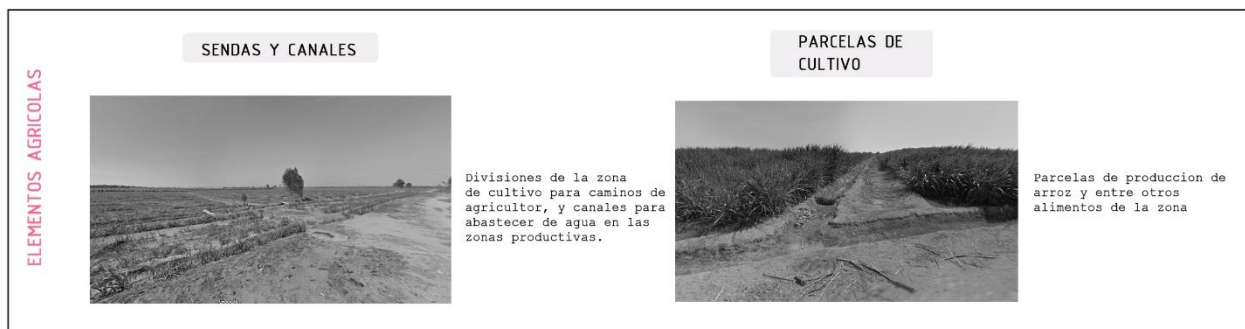 SENDAS Y CANALES
PARCELAS DE
CULTIVO
ELEMENTOS AGRICOLAS
Divisiones de la zona
de cultivo para caminos de
agricultor, y canales para
abastecer de agua en las
zonas productivas.
Parcelas de produccion de
arroz y entre otros
alimentos de la zona
Google